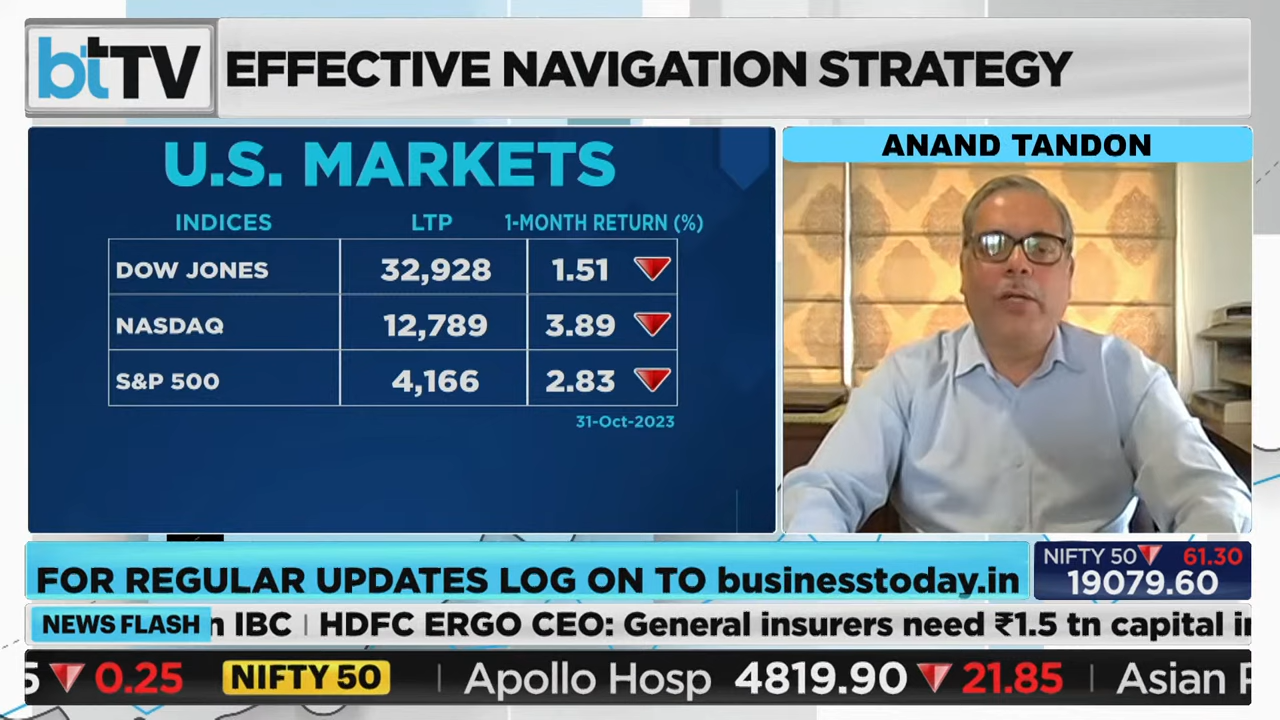 btTV
EFFECTIVE NAVIGATION STRATEGY
U.S. MARKETS
INDICES LTP 1-MONTH RETURN (%)
DOW JONES 32,928 1.51
NASDAQ 12,789 3.89
S&P 500 4,166 2.83
31-Oct-2023
ANAND TANDON
FOR REGULAR UPDATES LOG ON TO businesstoday.in
NIFTY 50 61.30
19079.60
NEWS FLASH IBC | HDFC ERGO CEO: General insurers need ₹1.5 tn capital
0.25 NIFTY 50 | Apollo Hosp 4819.90 21.85 | Asian